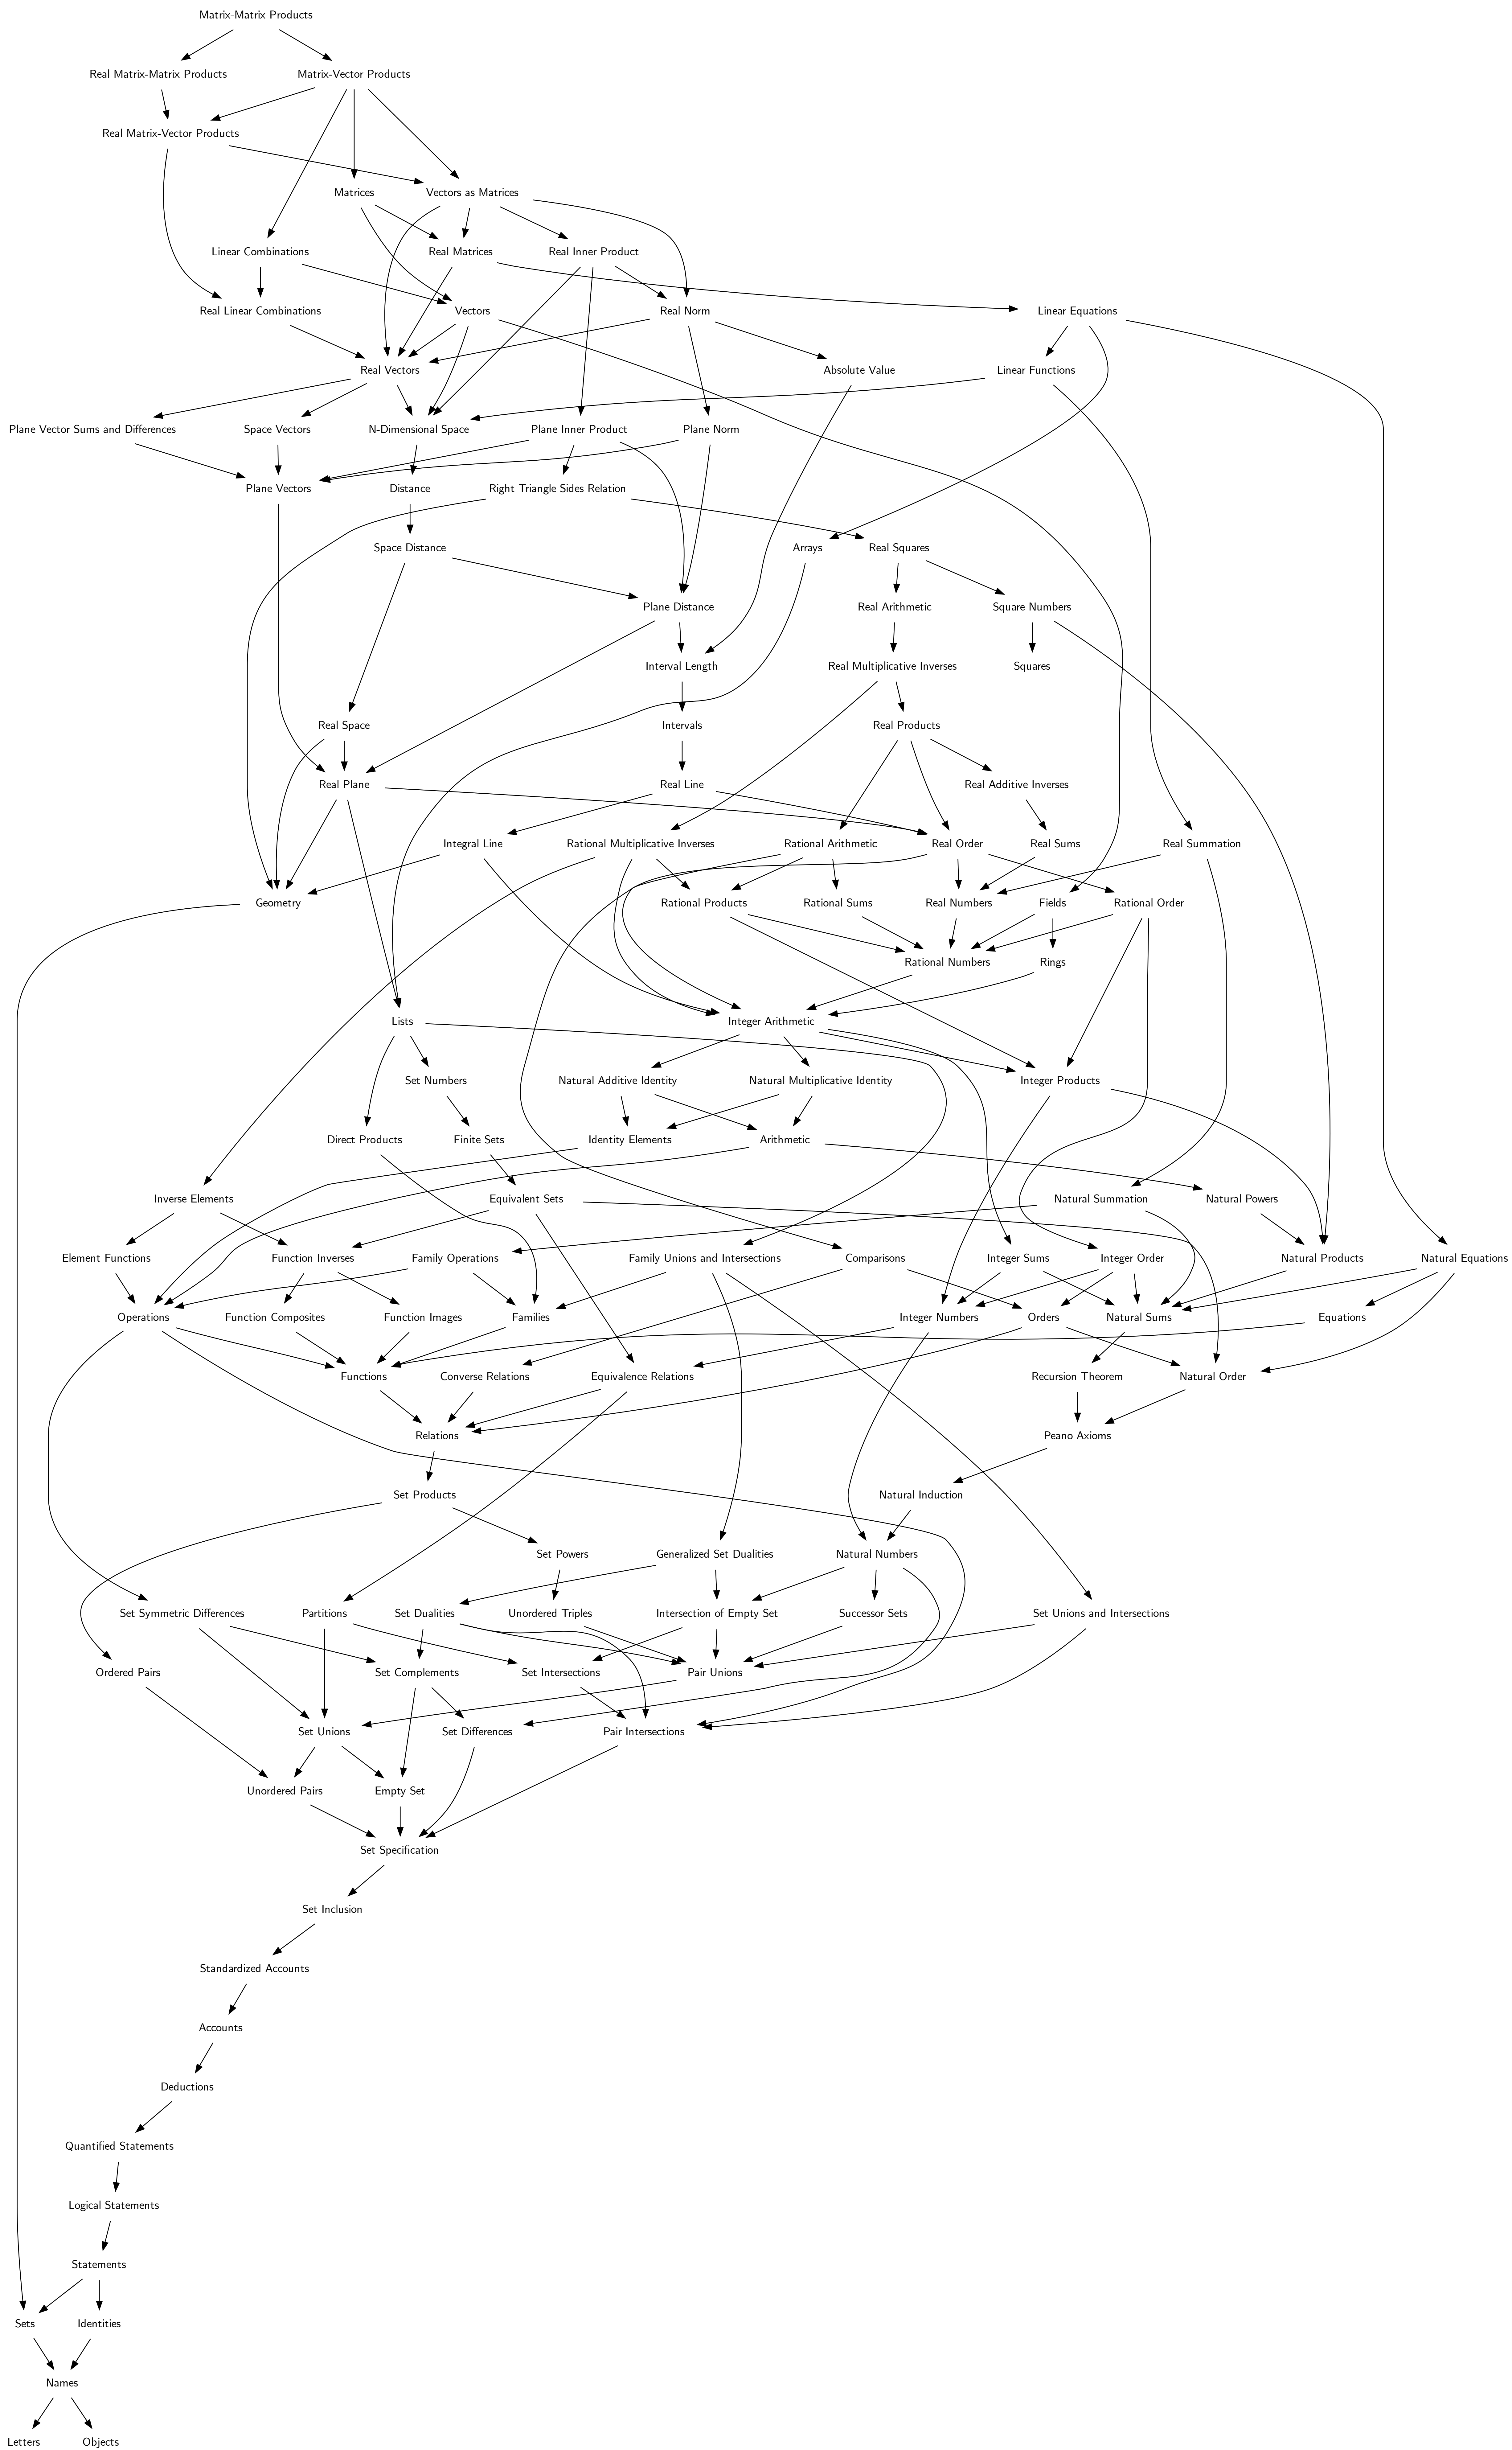 Matrix-Matrix Products
Real Matrix-Matrix Products
Matrix-Vector Products
Real Matrix-Vector Products
Matrices
Vectors as Matrices
Linear Combinations
Real Matrices
Real Inner Product
Real Linear Combinations
Vectors
Real Norm
Linear Equations
Real Vectors
Absolute Value
Linear Functions
Plane Vector Sums and Differences
Space Vectors
N-Dimensional Space
Plane Inner Product
Plane Norm
Plane Vectors
Distance
Right Triangle Sides Relation
Space Distance
Arrays
Real Squares
Plane Distance
Real Arithmetic
Square Numbers
Interval Length
Real Multiplicative Inverses
Squares
Real Space
Intervals
Real Products
Real Plane
Real Line
Real Additive Inverses
Integral Line
Rational Multiplicative Inverses
Rational Arithmetic
Real Order
Real Sums
Real Summation
Geometry
Rational Products
Rational Sums
Real Numbers
Fields
Rational Order
Rational Numbers
Rings
Lists
Integer Arithmetic
Set Numbers
Natural Additive Identity
Natural Multiplicative Identity
Integer Products
Direct Products
Finite Sets
Identity Elements
Arithmetic
Inverse Elements
Equivalent Sets
Natural Summation
Natural Powers
Element Functions
Function Inverses
Family Operations
Family Unions and Intersections
Comparisons
Integer Sums
Integer Order
Natural Products
Natural Equations
Operations
Function Composites
Function Images
Families
Integer Numbers
Orders
Natural Sums
Equations
Functions
Converse Relations
Equivalence Relations
Recursion Theorem
Natural Order
Relations
Peano Axioms
Set Products
Natural Induction
Set Powers
Generalized Set Dualities
Natural Numbers
Set Symmetric Differences
Partitions
Set Dualities
Unordered Triples
Intersection of Empty Set
Successor Sets
Set Unions and Intersections
Ordered Pairs
Set Complements
Set Intersections
Pair Unions
Set Unions
Set Differences
Pair Intersections
Unordered Pairs
Empty Set
Set Specification
Set Inclusion
Standardized Accounts
Accounts
Deductions
Quantified Statements
Logical Statements
Statements
Sets
Identities
Names
Letters
Objects